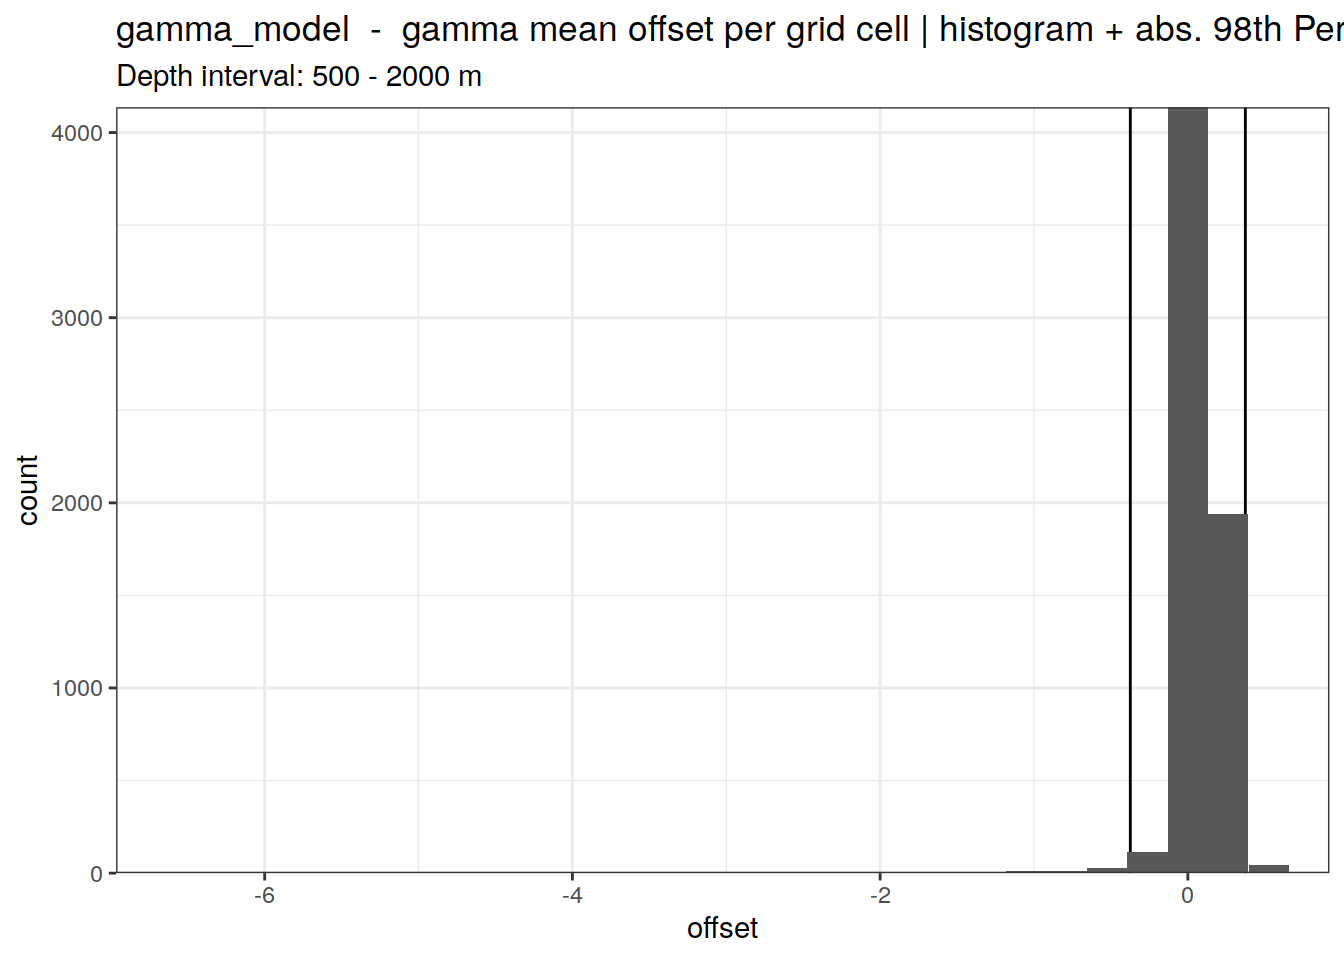 gamma_model - gamma mean offset per grid cell | histogram + abs. 98th Per
Depth interval: 500 - 2000 m
4000
3000
2000
1000
0
count
-6
-4
-2
0
offset